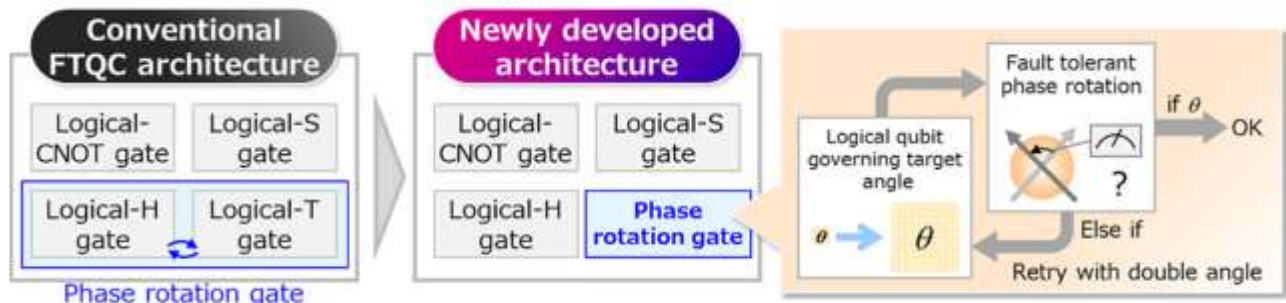 Conventional
FTQC architecture
Logical-
CNOT gate
Logical-S
gate
Logical-H
gate
Logical-T
gate
Phase rotation gate
Newly developed
architecture
Logical-
CNOT gate
Logical-S
gate
Logical-H
gate
Phase
rotation gate
Logical qubit
governing target
angle
θ
θ
Fault tolerant
phase rotation
?
if θ
OK
Else if
Retry with double angle